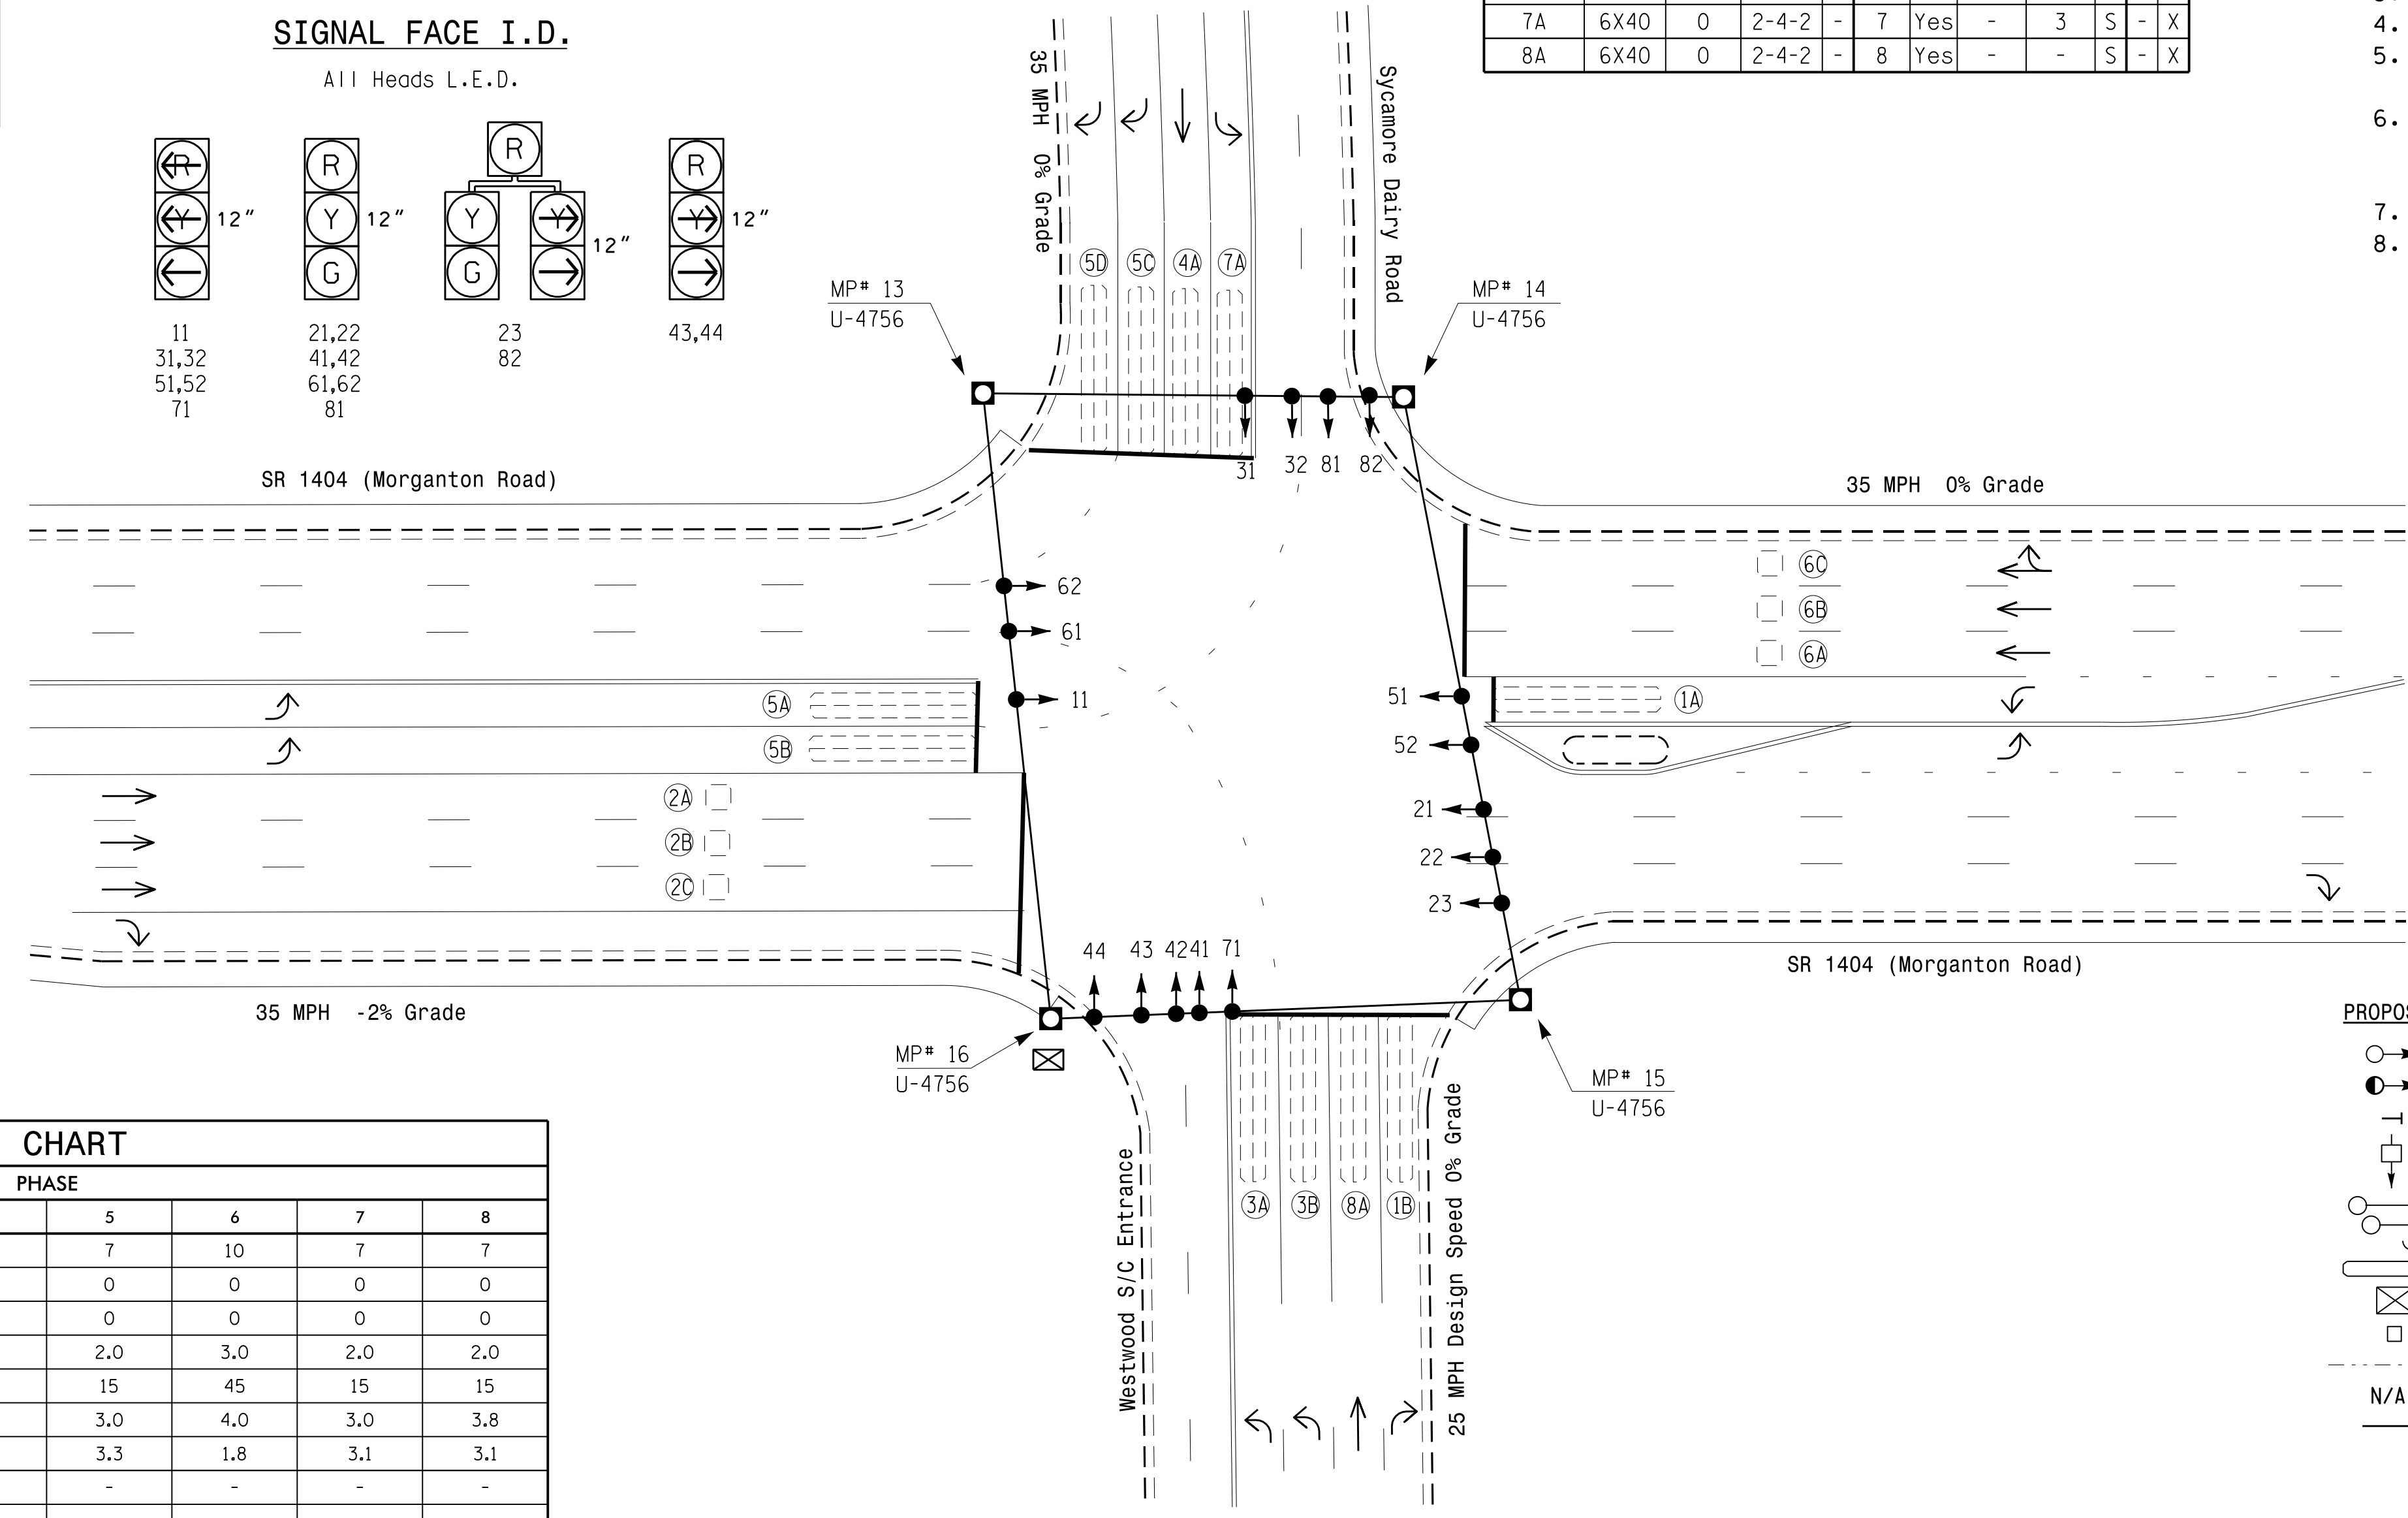 SIGNAL FACE I.D.
All Heads L.E.D.
R
Y
12"
R
Y
G
12"
R
Y
Y
G
12"
R
Y
12"
11
31,32
51,52
71
21,22
41,42
61,62
81
23
82
43,44
7A 6X40 0 2-4-2 - 7 Yes - 3 S - X
8A 6X40 0 2-4-2 - 8 Yes - - S - X
4.
5.
6.
7.
8.
35 MPH 0% Grade
Sycamore Dairy Road
5D 5C 4A 7A
MP# 13
U-4756
MP# 14
U-4756
31 32 81 82
SR 1404 (Morganton Road)
35 MPH 0% Grade
62
61
11
6C
6B
6A
5A
5B
51
52
1A
2A
2B
2C
21
22
23
44 43 42 41 71
SR 1404 (Morganton Road)
35 MPH -2% Grade
MP# 16
U-4756
MP# 15
U-4756
3A 3B 8A 1B
Westwood S/C Entrance
25 MPH Design Speed 0% Grade
CHART
PHASE
5 6 7 8
7 10 7 7
0 0 0 0
0 0 0 0
2.0 3.0 2.0 2.0
15 45 15 15
3.0 4.0 3.0 3.8
3.3 1.8 3.1 3.1
- - - -
PROPOS
N/A